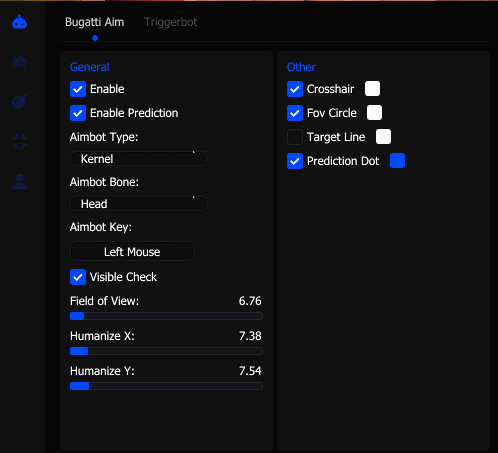 Bugatti Aim
Triggerbot
General
Enable
Enable Prediction
Aimbot Type:
Kernel
Aimbot Bone:
Head
Aimbot Key:
Left Mouse
Visible Check
Field of View: 6.76
Humanize X: 7.38
Humanize Y: 7.54
Other
Crosshair
Fov Circle
Target Line
Prediction Dot